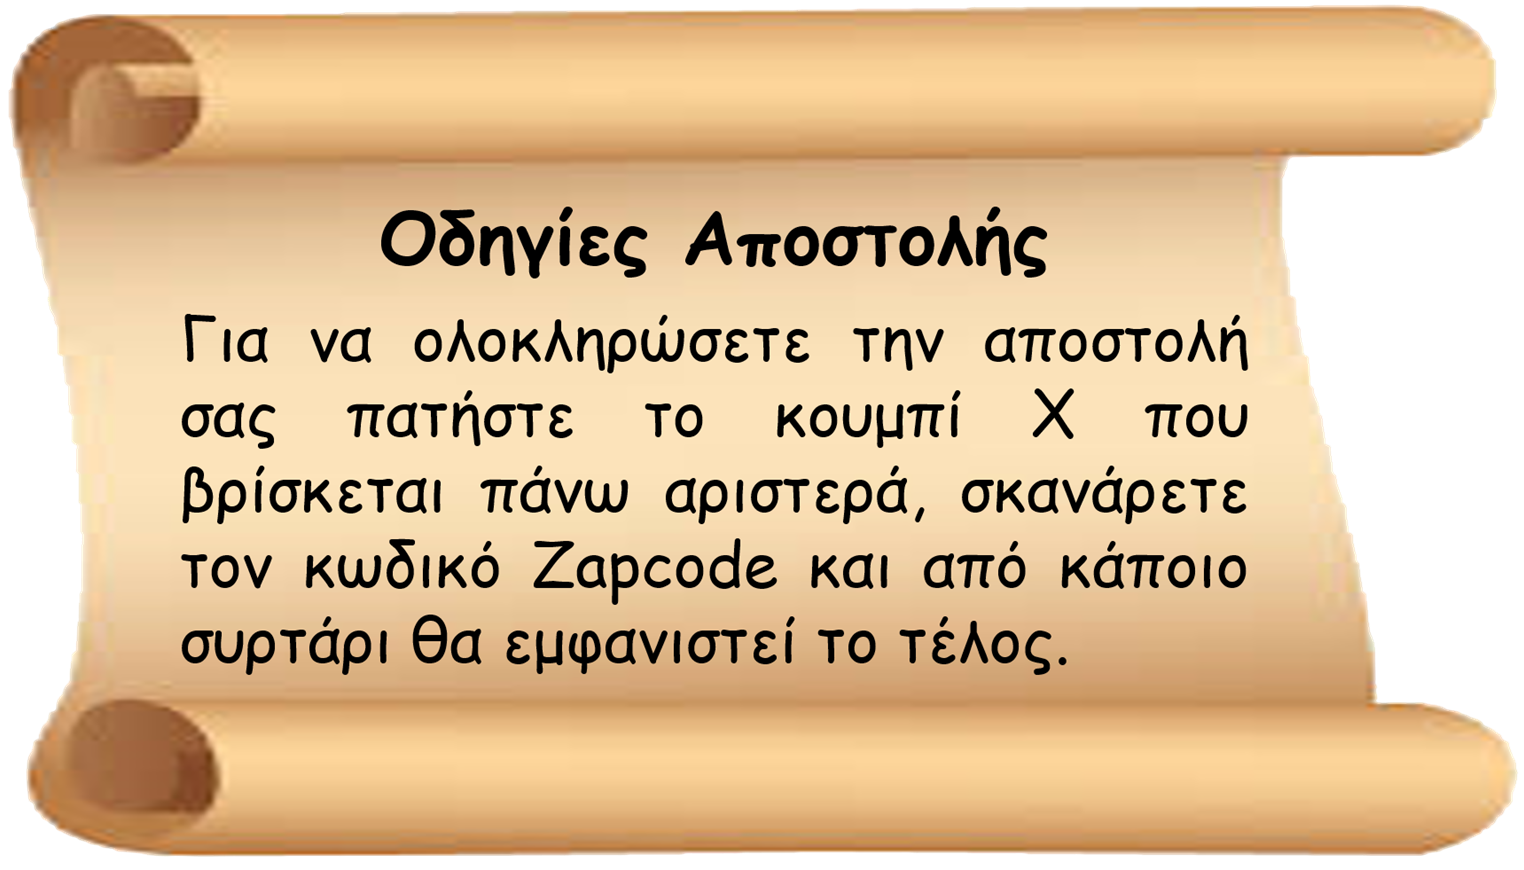 Οδηγίες Αποστολής
Για να ολοκληρώσετε την αποστολή
σας πατήστε το κουμπί Χ που
βρίσκεται πάνω αριστερά, σκανάρετε
τον κωδικό Zapcode και από κάποιο
συρτάρι θα εμφανιστεί το τέλος.